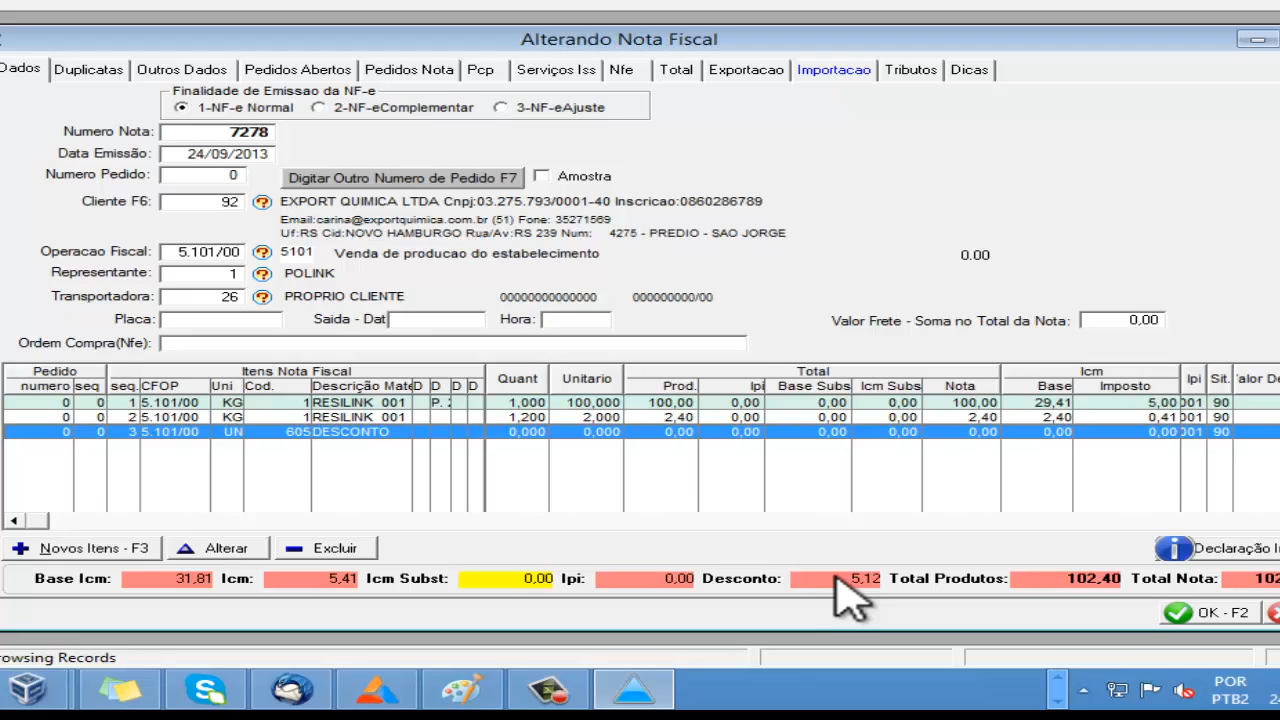 Alterando Nota Fiscal
Dados Duplicatas Outros Dados Pedidos Abertos Pedidos Nota Pcp Serviços Iss Nfe Total Exportacao Importacao Tributos Dicas
Finalidade de Emissao da NF-e
1-NF-e Normal 2-NF-eComplementar 3-NF-eAjuste
Numero Nota: 7278
Data Emissão: 24/09/2013
Numero Pedido: 0 Digitar Outro Numero de Pedido F7 Amostra
Cliente F6: 92 EXPORT QUIMICA LTDA Cnpj:03.275.793/0001-40 Inscricao:0860286789
Email:carina@exportquimica.com.br (51) Fone: 35271569
Uf:RS Cid:NOVO HAMBURGO Rua/Av:RS 239 Num: 4275 - PREDIO - SAO JORGE
Operacao Fiscal: 5.101/00 5101 Venda de producao do estabelecimento 0.00
Representante: 1 POLINK
Transportadora: 26 PROPRIO CLIENTE 00000000000000 000000000/00
Placa: Saida - Dat Hora: Valor Frete - Soma no Total da Nota: 0,00
Ordem Compra(Nfe):
Pedido Itens Nota Fiscal Quant Unitario Total Icm Ipi Sit. 'alor De
numero seq seq. CFOP Uni Cod. Descrição Mate D D D D Prod. Ipi Base Subs Icm Subs Nota Base Imposto
0 0 1 5.101/00 KG 1 RESILINK 001 P. 2 1,000 100,000 100,00 0,00 0,00 0,00 100,00 29,41 5,00 001 90
0 0 2 5.101/00 KG 1 RESILINK 001 1,200 2,000 2,40 0,00 0,00 0,00 2,40 2,40 0,41 001 90
0 0 3 5.101/00 UN 605 DESCONTO 0,000 0,000 0,00 0,00 0,00 0,00 0,00 0,00 0,00 001 90
Novos Itens - F3 Alterar Excluir Declaração I
Base Icm: 31,81 Icm: 5,41 Icm Subst: 0,00 Ipi: 0,00 Desconto: 5,12 Total Produtos: 102,40 Total Nota: 102
OK - F2
rowsing Records
POR
PTB2 2